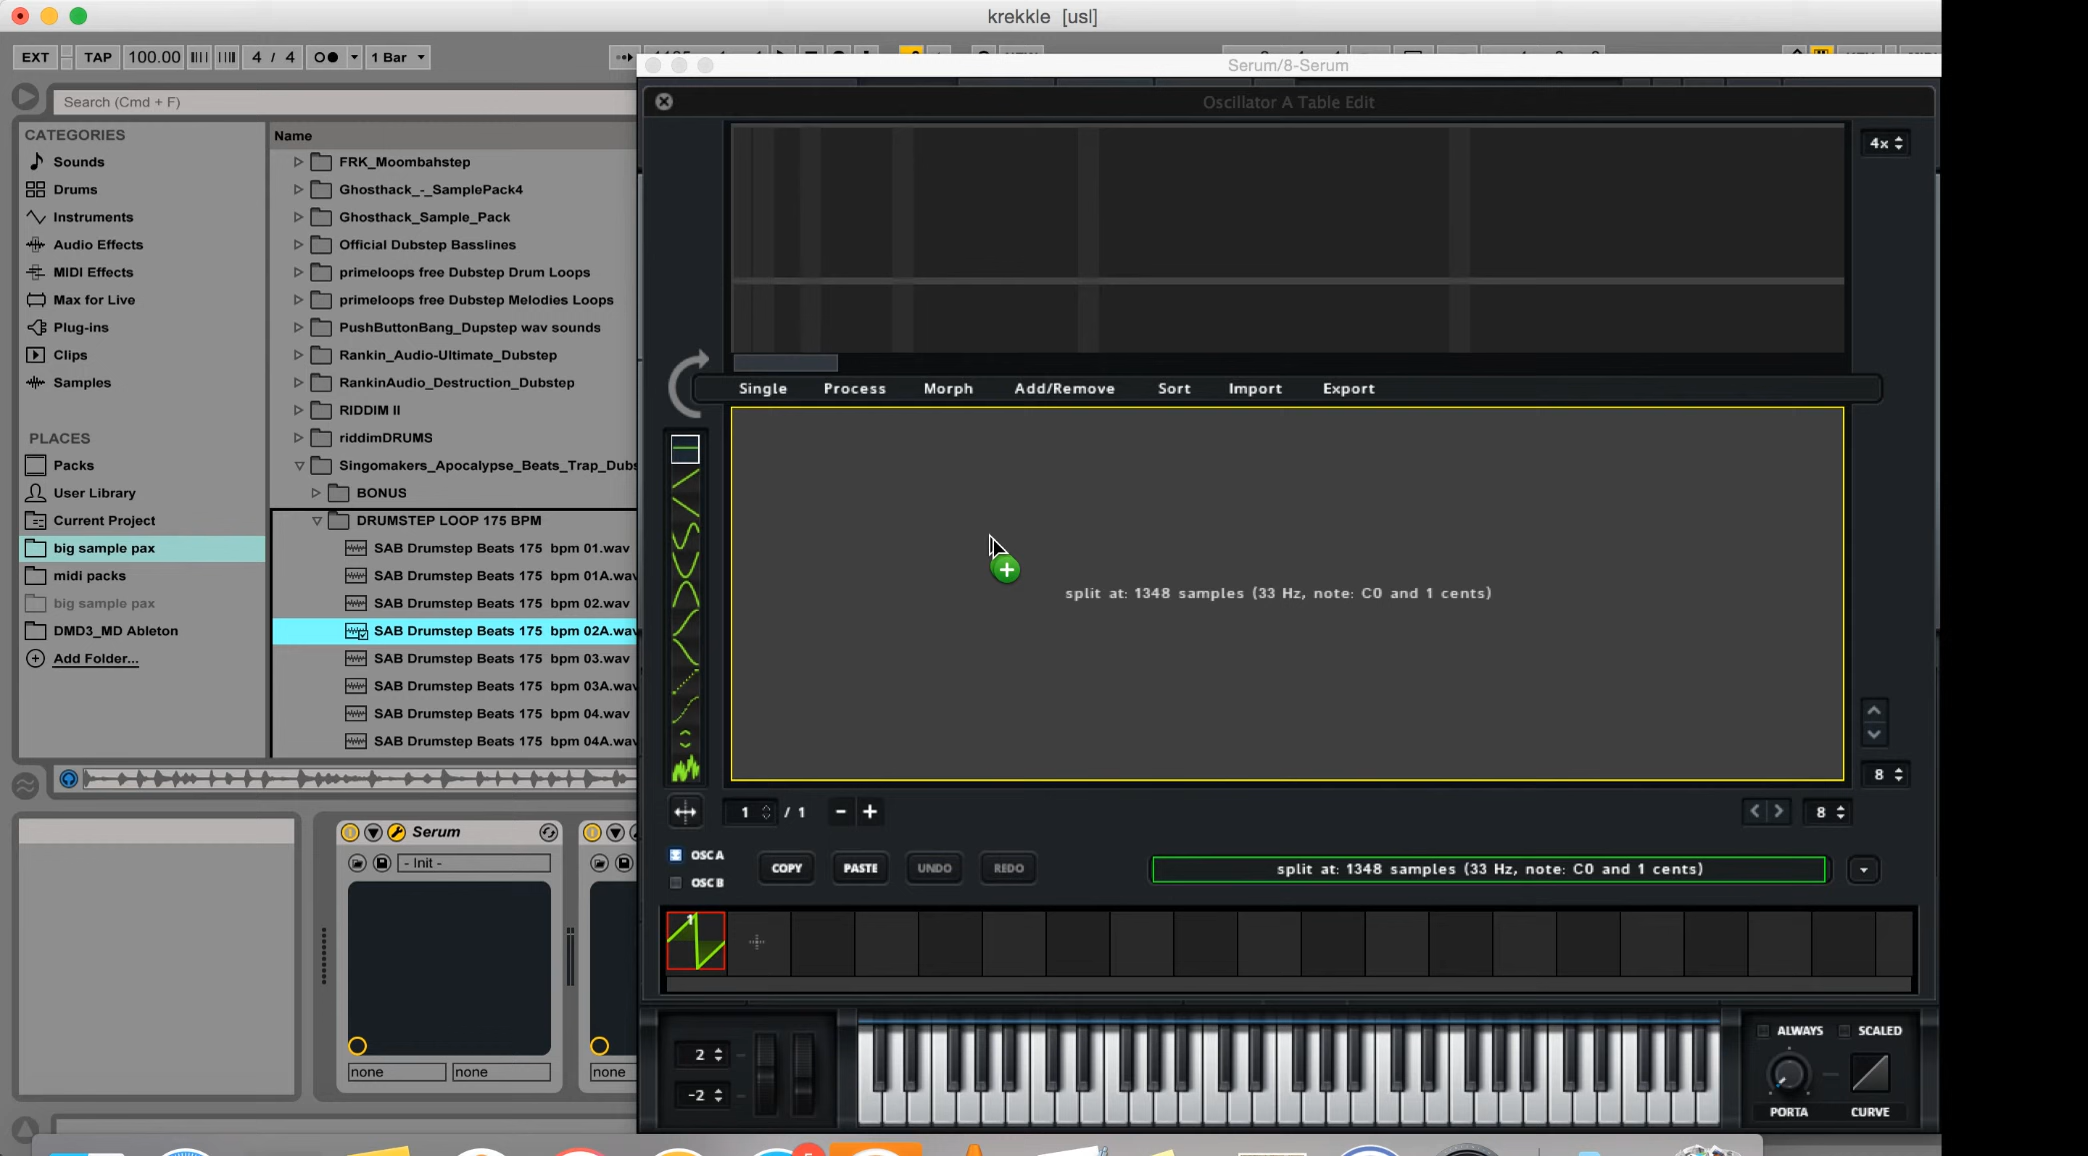 krekkle [usl]
EXT TAP 100.00 4 / 4 1 Bar
Serum/8-Serum
Search (Cmd + F)
Oscillator A Table Edit
CATEGORIES
Sounds
Drums
Instruments
Audio Effects
MIDI Effects
Max for Live
Plug-ins
Clips
Samples
PLACES
Packs
User Library
Current Project
big sample pax
midi packs
big sample pax
DMD3_MD Ableton
Add Folder...
Name
FRK_Moombahstep
Ghosthack_-_SamplePack4
Ghosthack_Sample_Pack
Official Dubstep Basslines
primeloops free Dubstep Drum Loops
primeloops free Dubstep Melodies Loops
PushButtonBang_Dupstep wav sounds
Rankin_Audio-Ultimate_Dubstep
RankinAudio_Destruction_Dubstep
RIDDIM II
riddimDRUMS
Singomakers_Apocalypse_Beats_Trap_Dubs
BONUS
DRUMSTEP LOOP 175 BPM
SAB Drumstep Beats 175 bpm 01.wav
SAB Drumstep Beats 175 bpm 01A.wav
SAB Drumstep Beats 175 bpm 02.wav
SAB Drumstep Beats 175 bpm 02A.wav
SAB Drumstep Beats 175 bpm 03.wav
SAB Drumstep Beats 175 bpm 03A.wav
SAB Drumstep Beats 175 bpm 04.wav
SAB Drumstep Beats 175 bpm 04A.wav
4x
Single Process Morph Add/Remove Sort Import Export
split at: 1348 samples (33 Hz, note: C0 and 1 cents)
8
1 / 1 - +
8
OSC A
OSC B
COPY PASTE UNDO REDO
split at: 1348 samples (33 Hz, note: C0 and 1 cents)
1
Serum
- Init -
none none none
2
-2
ALWAYS SCALED
PORTA CURVE